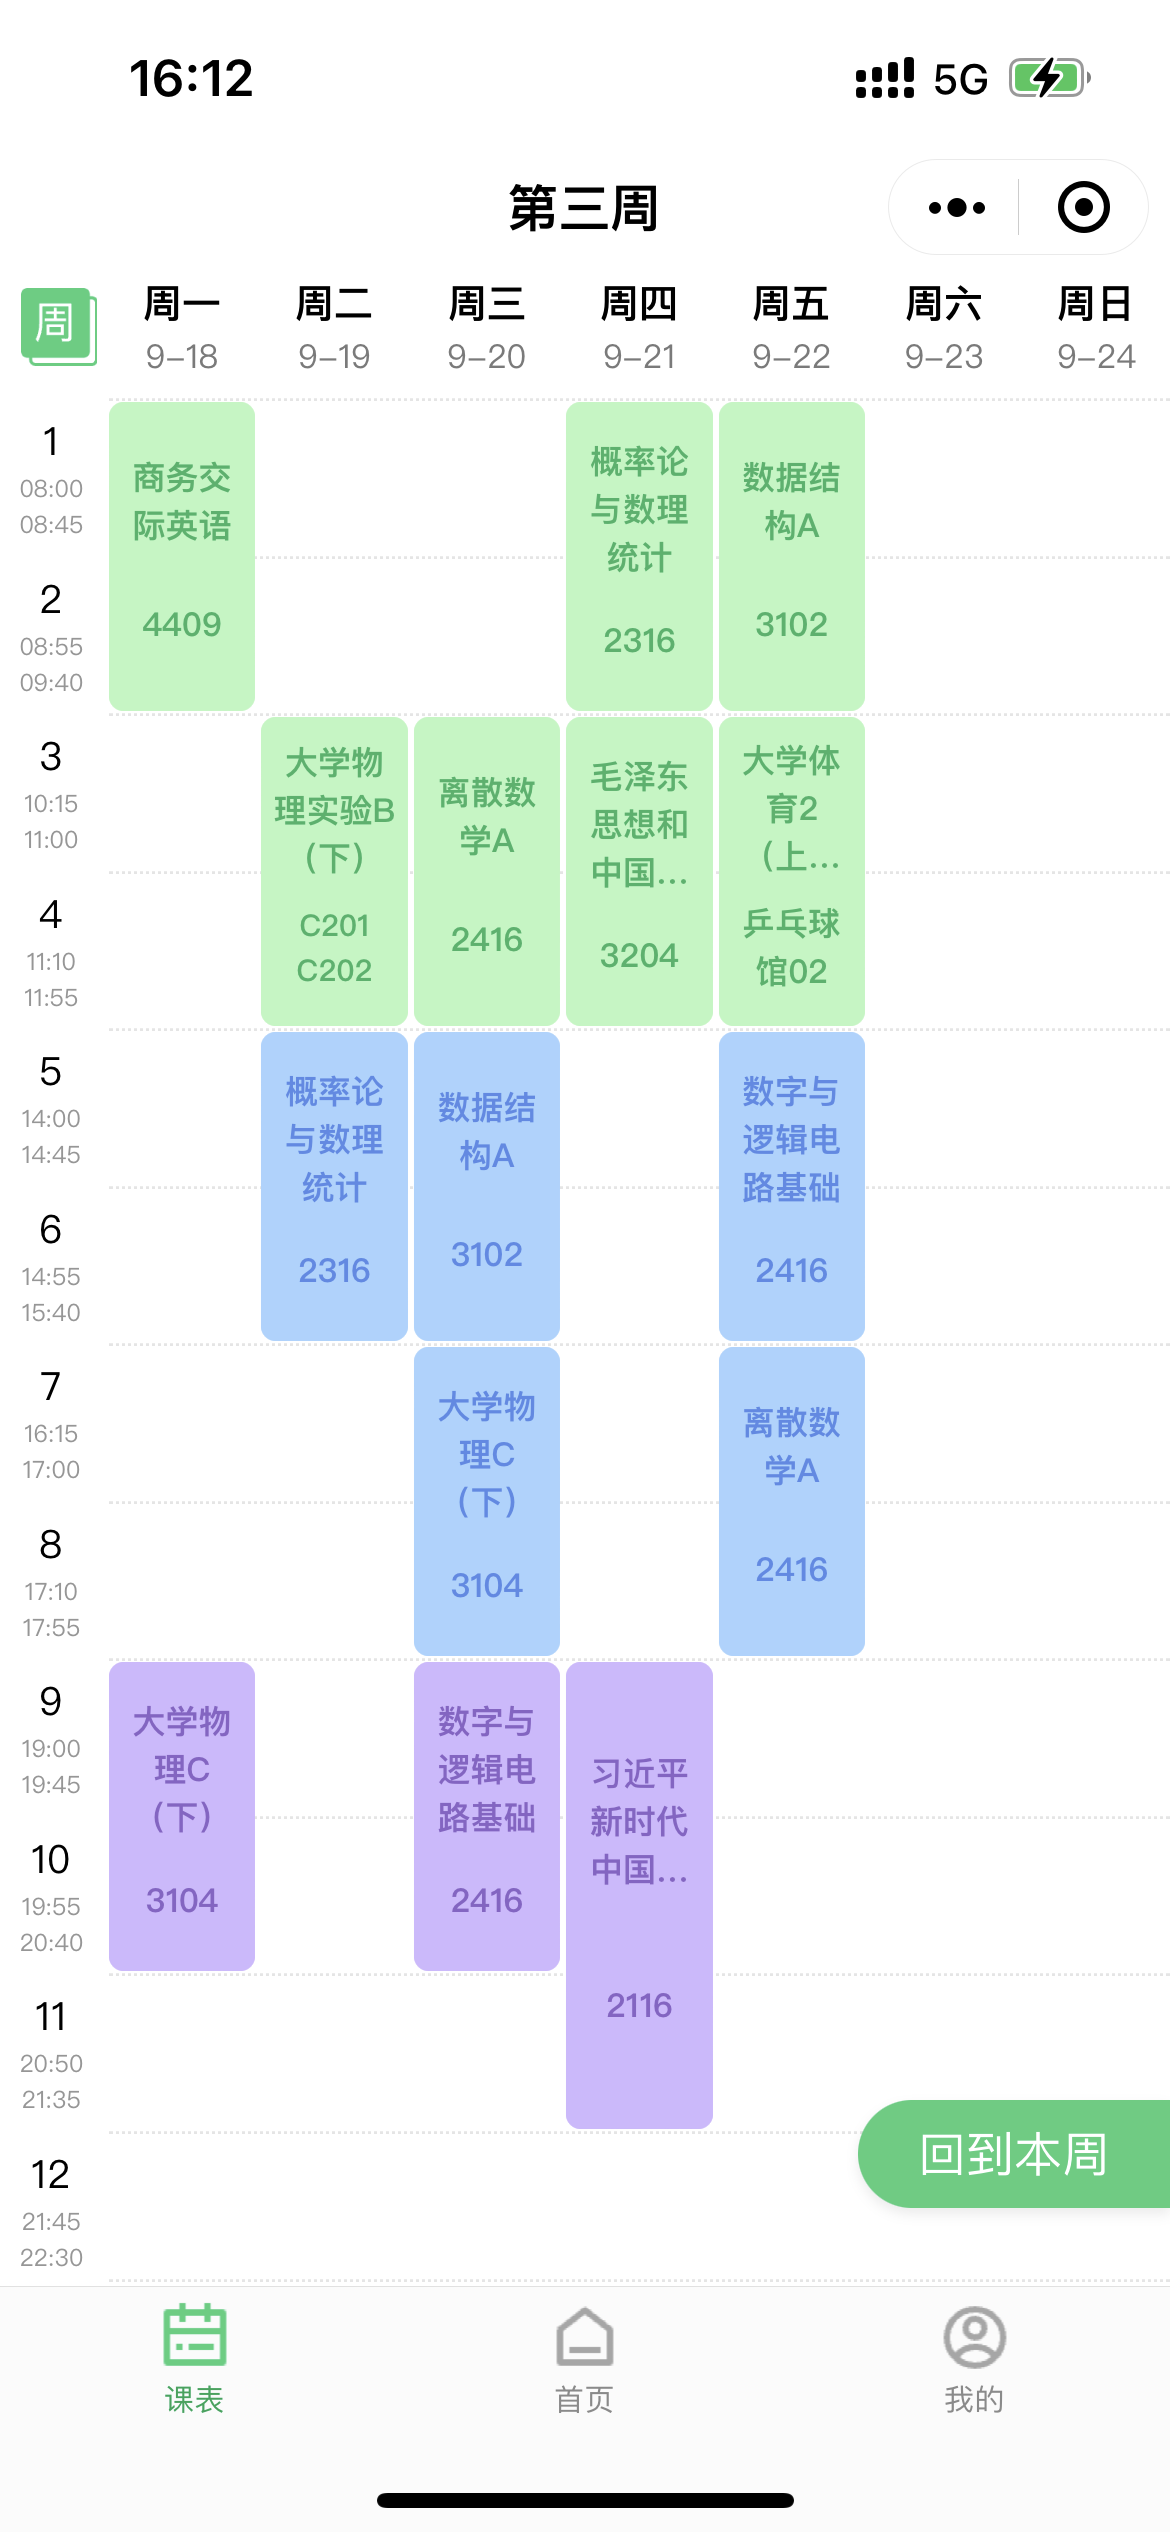 16:12
5G
第三周
周
周一
周二
周三
周四
周五
周六
周日
9-18
9-19
9-20
9-21
9-22
9-23
9-24
1
08:00
08:45
商务交
际英语
4409
概率论
与数理
统计
2316
数据结
构A
3102
2
08:55
09:40
3
10:15
11:00
大学物
理实验B
（下）
C201
C202
离散数
学A
2416
毛泽东
思想和
中国...
3204
大学体
育2
（上...
乒乓球
馆02
4
11:10
11:55
5
14:00
14:45
概率论
与数理
统计
2316
数据结
构A
3102
数字与
逻辑电
路基础
2416
6
14:55
15:40
7
16:15
17:00
大学物
理C
（下）
3104
离散数
学A
2416
8
17:10
17:55
9
19:00
19:45
大学物
理C
（下）
3104
数字与
逻辑电
路基础
2416
习近平
新时代
中国...
2116
10
19:55
20:40
11
20:50
21:35
回到本周
12
21:45
22:30
课表
首页
我的